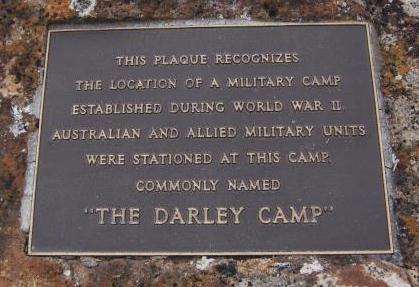 THIS PLAQUE RECOGNIZES
THE LOCATION OF A MILITARY CAMP
ESTABLISHED DURING WORLD WAR II.
AUSTRALIAN AND ALLIED MILITARY UNITS
WERE STATIONED AT THIS CAMP,
COMMONLY NAMED
"THE DARLEY CAMP"